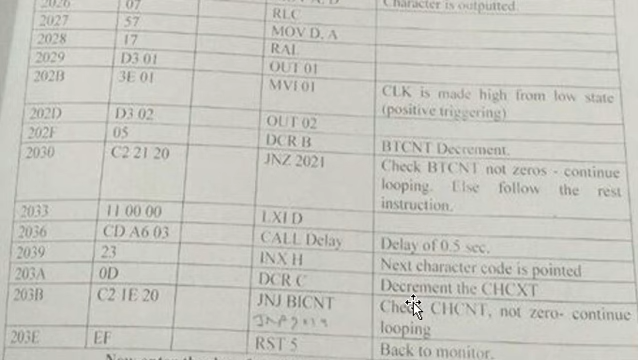 2026 07 Character is outputted
2027 57 RLC
2028 17 MOV D, A
2029 D3 01 RAL
202B 3E 01 OUT 01
MVI 01 CLK is made high from low state
(positive triggering)
202D D3 02 OUT 02
202F 05 DCR B BTCNT Decrement.
2030 C2 21 20 JNZ 2021 Check BTCNT not zeros - continue
looping. Else follow the rest
instruction.
2033 11 00 00 LXI D
2036 CD A6 03 CALL Delay Delay of 0.5 sec.
2039 23 INX H Next character code is pointed
203A 0D DCR C Decrement the CHCXT
203B C2 1E 20 JNJ BICNT Check CHCNT, not zero- continue
looping
203E EF RST 5 Back to monitor.